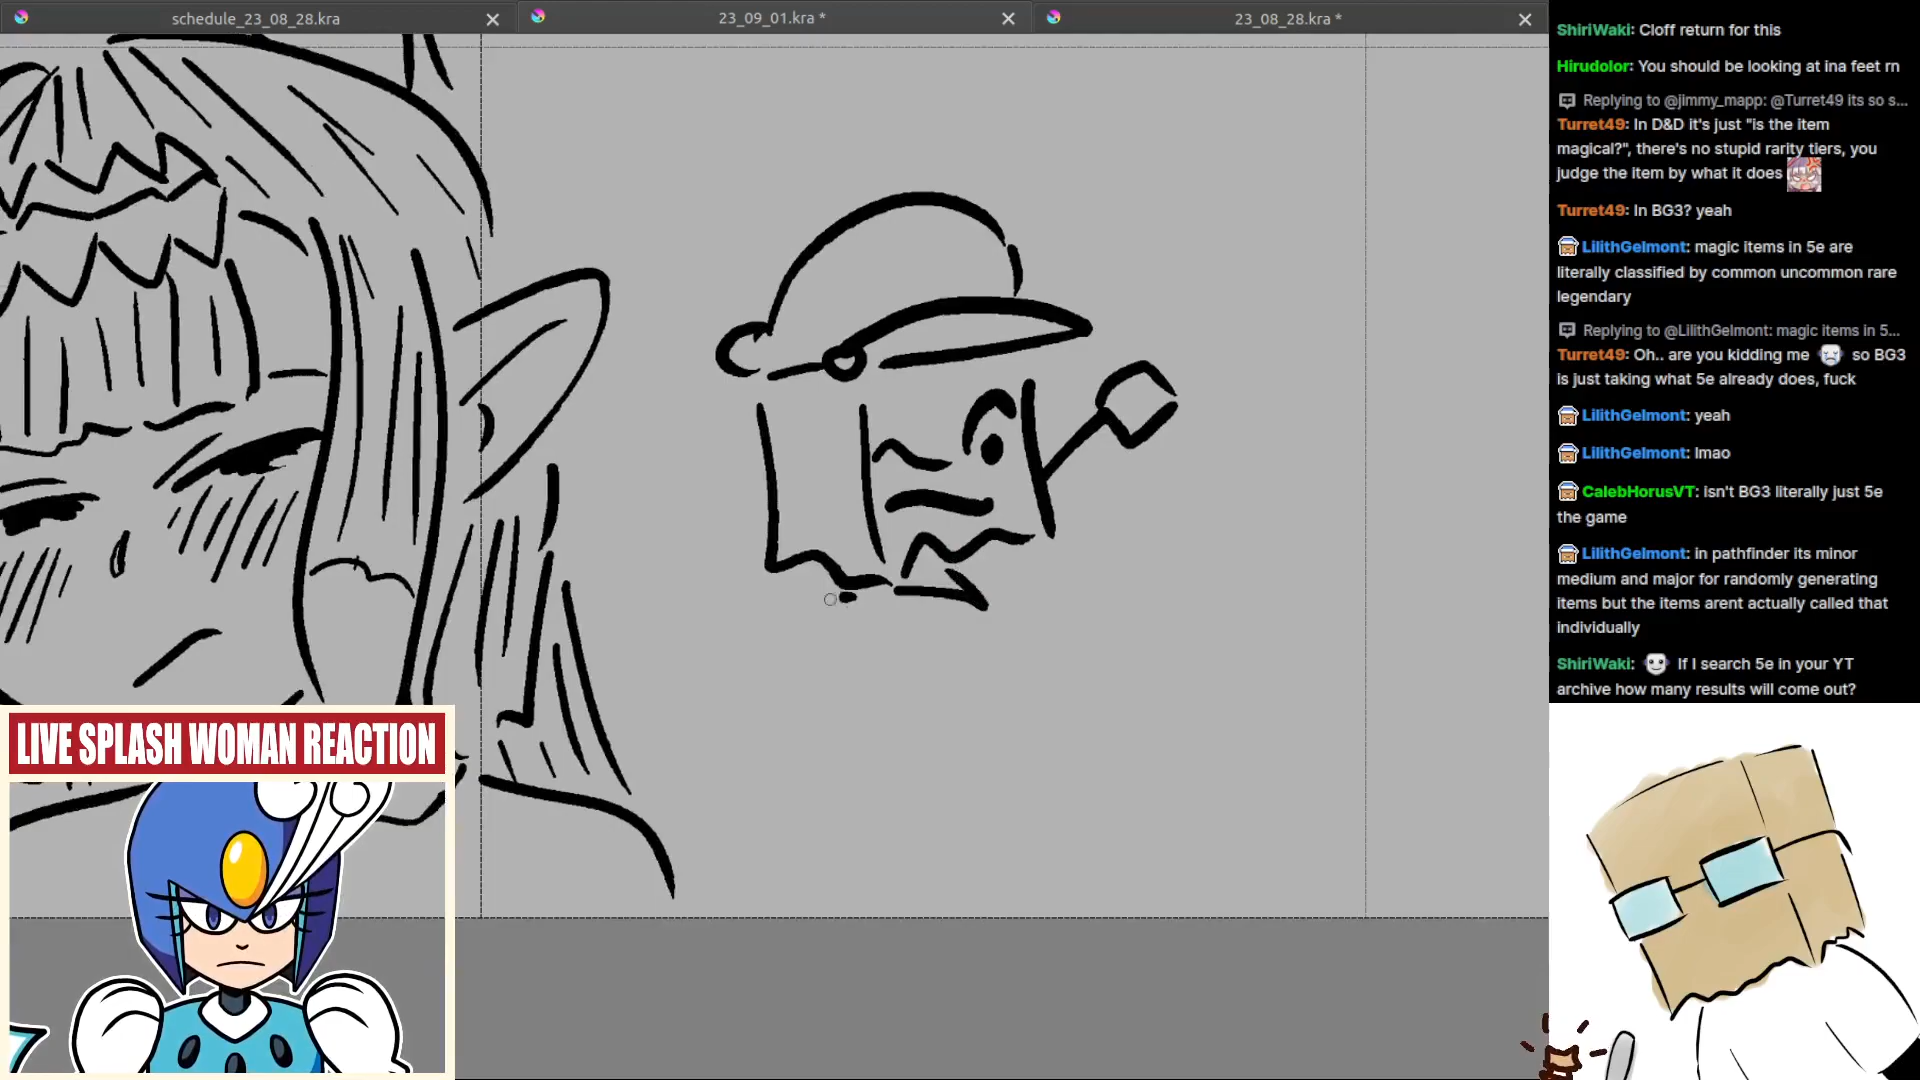 schedule_23_08_28.kra
23_09_01.kra *
23_08_28.kra *
ShiriWaki: Cloff return for this
Hirudolor: You should be looking at ina feet rn
Replying to @jimmy_mapp: @Turret49 its so s...
Turret49: In D&D it's just "is the item
magical?", there's no stupid rarity tiers, you
judge the item by what it does
Turret49: In BG3? yeah
LilithGelmont: magic items in 5e are
literally classified by common uncommon rare
legendary
Replying to @LilithGelmont: magic items in 5...
Turret49: Oh.. are you kidding me so BG3
is just taking what 5e already does, fuck
LilithGelmont: yeah
LilithGelmont: lmao
CalebHorusVT: isn't BG3 literally just 5e
the game
LilithGelmont: in pathfinder its minor
medium and major for randomly generating
items but the items arent actually called that
individually
ShiriWaki: If I search 5e in your YT
archive how many results will come out?
LIVE SPLASH WOMAN REACTION